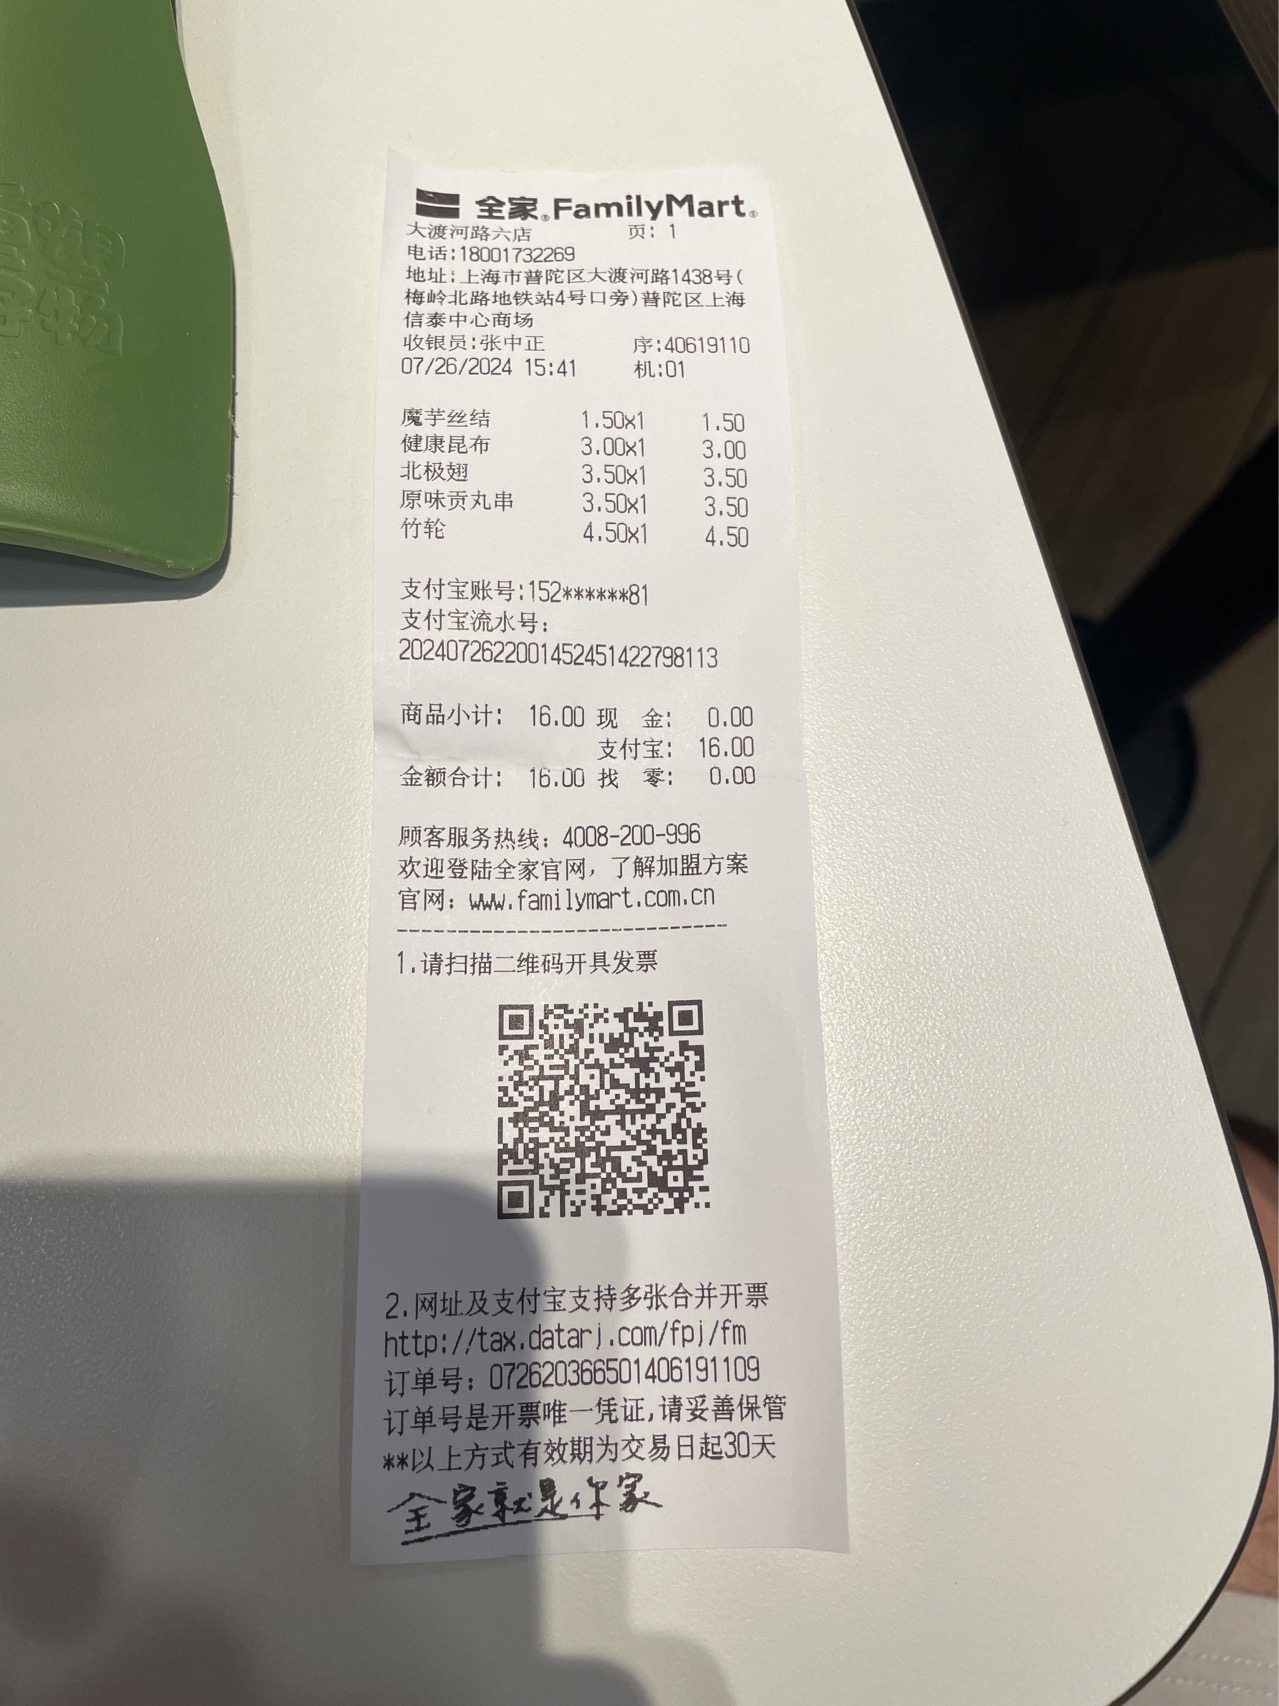 全家®FamilyMart®
大渡河路六店 页: 1
电话:18001732269
地址:上海市普陀区大渡河路1438号(
梅岭北路地铁站4号口旁)普陀区上海
信泰中心商场
收银员:张中正 序:40619110
07/26/2024 15:41 机:01
魔芋丝结 1.50x1 1.50
健康昆布 3.00x1 3.00
北极翅 3.50x1 3.50
原味贡丸串 3.50x1 3.50
竹轮 4.50x1 4.50
支付宝账号:152******81
支付宝流水号:
2024072622001452451422798113
商品小计: 16.00 现 金: 0.00
支付宝: 16.00
金额合计: 16.00 找 零: 0.00
顾客服务热线: 4008-200-996
欢迎登陆全家官网,了解加盟方案
官网: www.familymart.com.cn
---------------------------
1.请扫描二维码开具发票
2.网址及支付宝支持多张合并开票
http://tax.datarj.com/fpj/fm
订单号: 072620366501406191109
订单号是开票唯一凭证,请妥善保管
**以上方式有效期为交易日起30天
全家就是你家